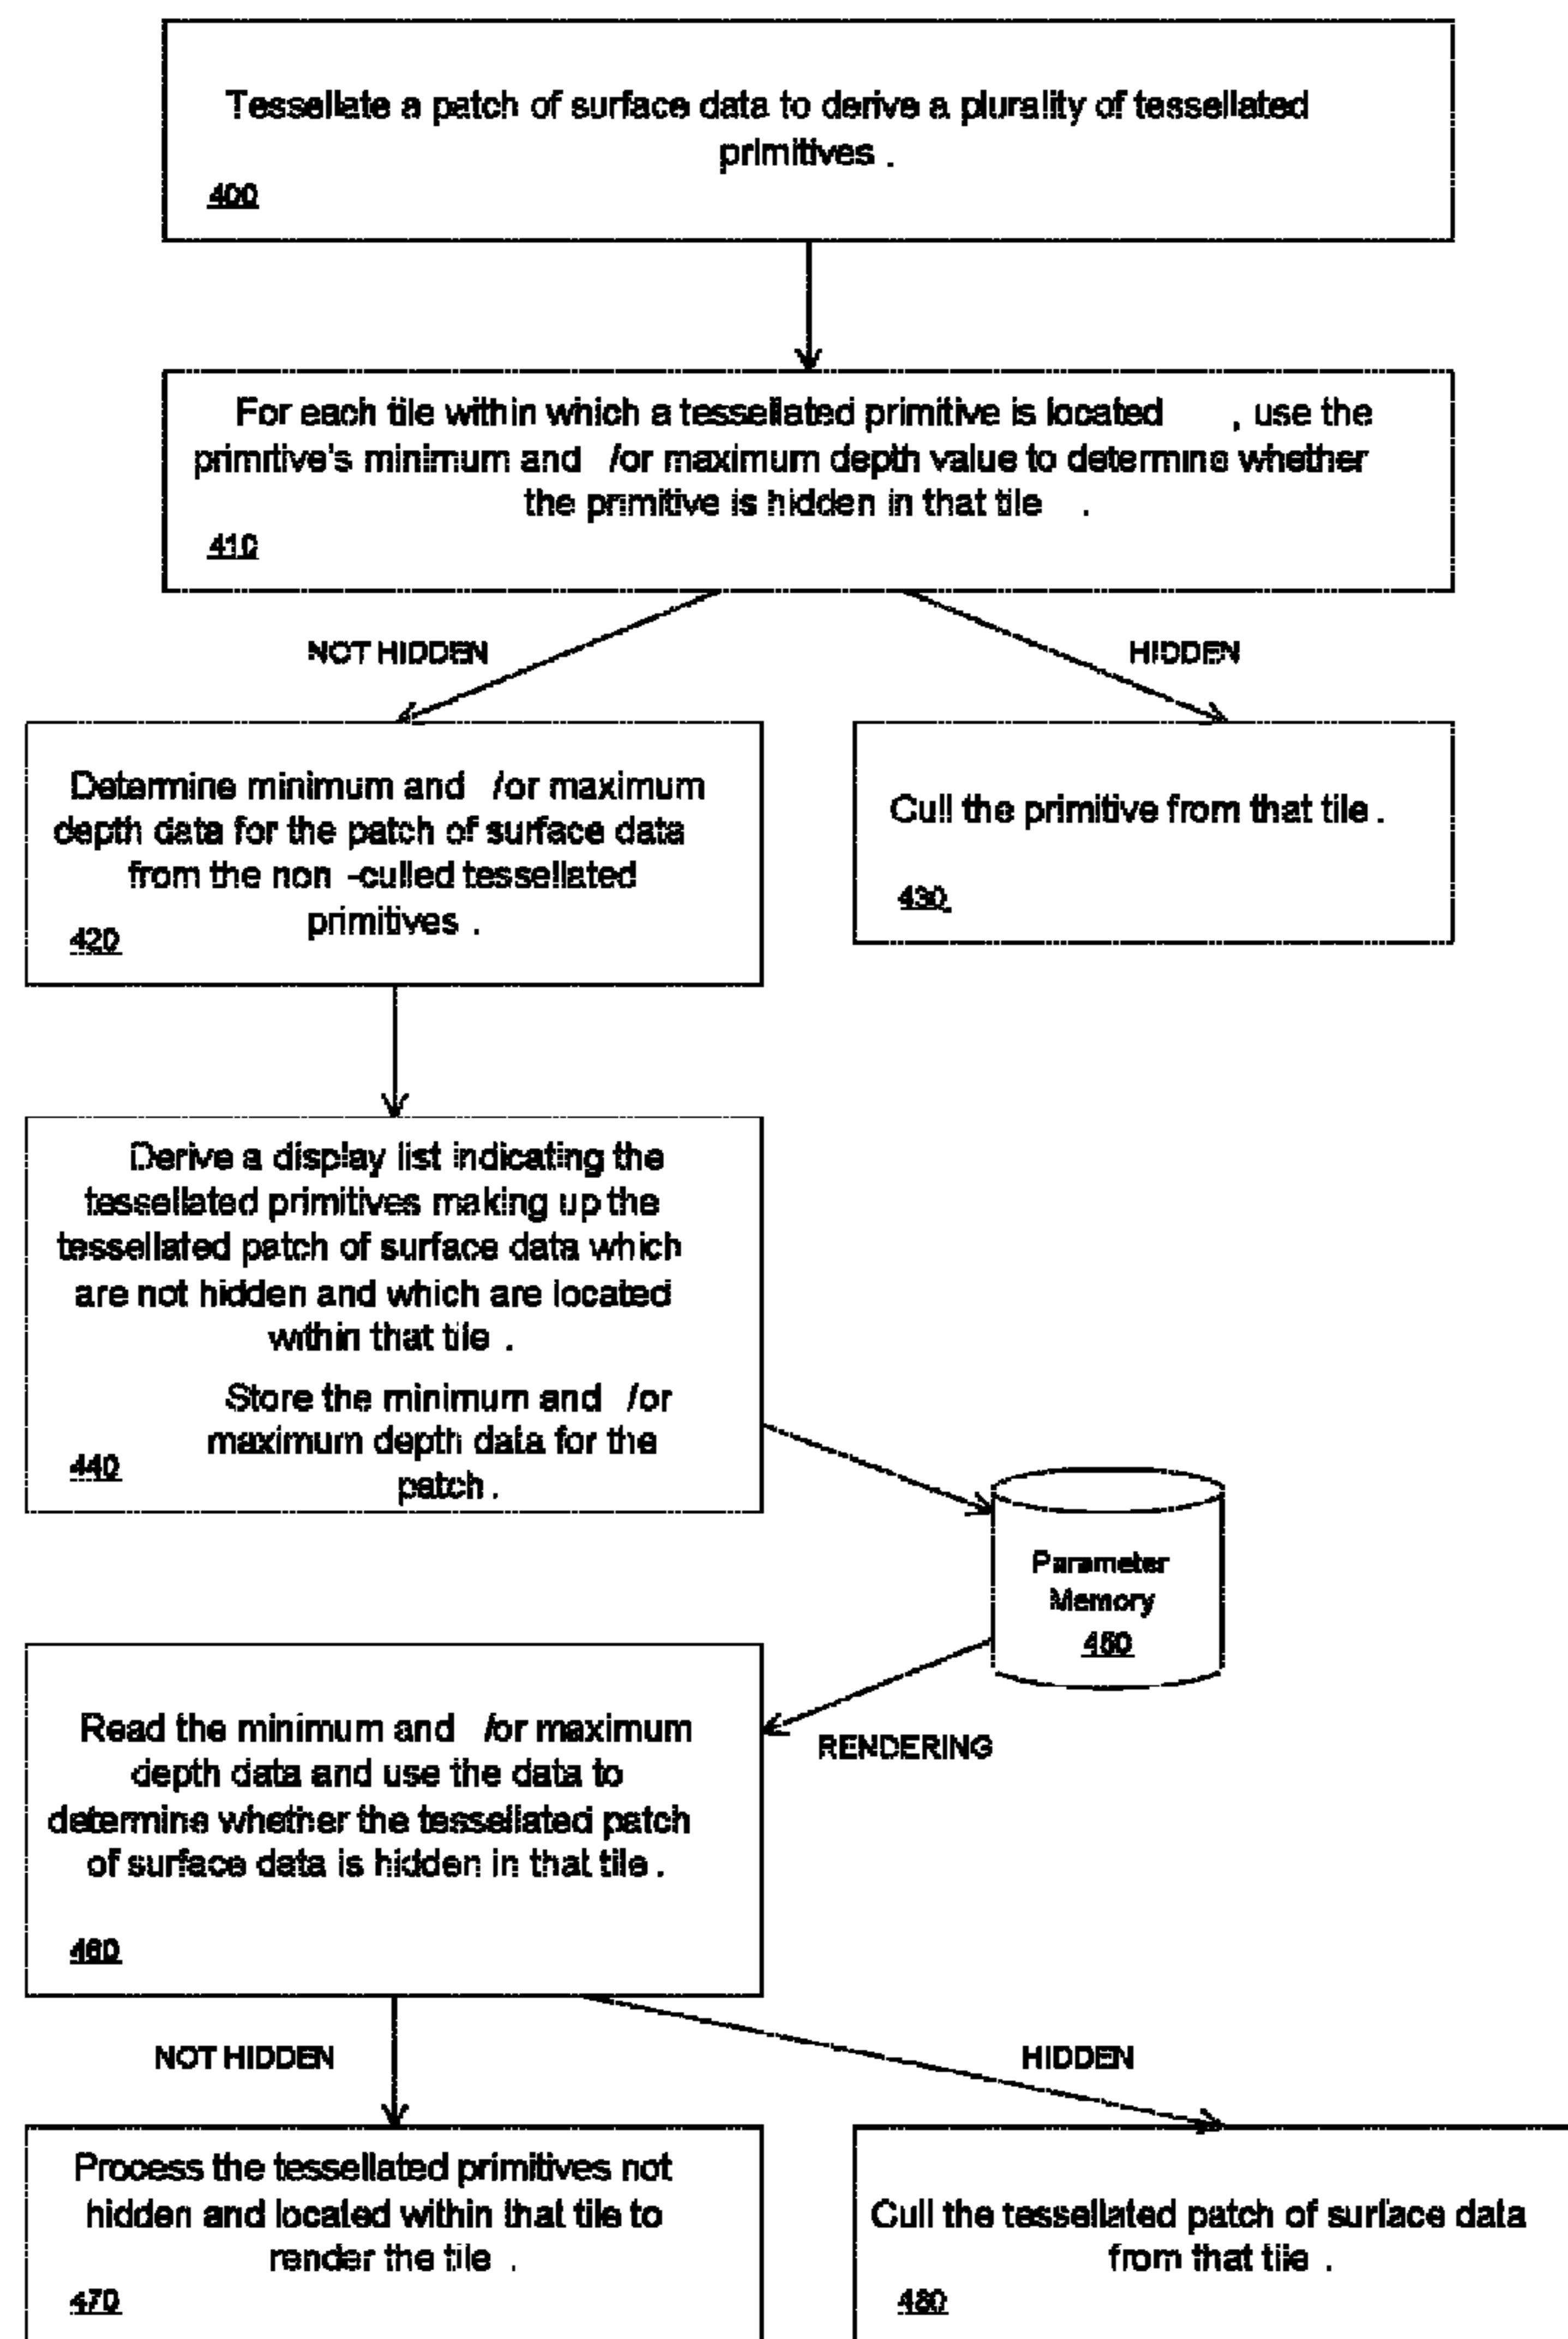 Tessellate a patch of surface data to derive a plurality of tessellated
primitives .
400
For each tile within which a tessellated primitive is located , use the
primitive's minimum and /or maximum depth value to determine whether
the primitive is hidden in that tile .
410
NOT HIDDEN
HIDDEN
Determine minimum and /or maximum
depth data for the patch of surface data
from the non -culled tessellated
primitives .
420
Cull the primitive from that tile .
430
Derive a display list indicating the
tessellated primitives making up the
tessellated patch of surface data which
are not hidden and which are located
within that tile .
Store the minimum and /or
maximum depth data for the
patch .
440
Parameter
Memory
450
RENDERING
Read the minimum and /or maximum
depth data and use the data to
determine whether the tessellated patch
of surface data is hidden in that tile .
460
NOT HIDDEN
HIDDEN
Process the tessellated primitives not
hidden and located within that tile to
render the tile .
470
Cull the tessellated patch of surface data
from that tile .
480